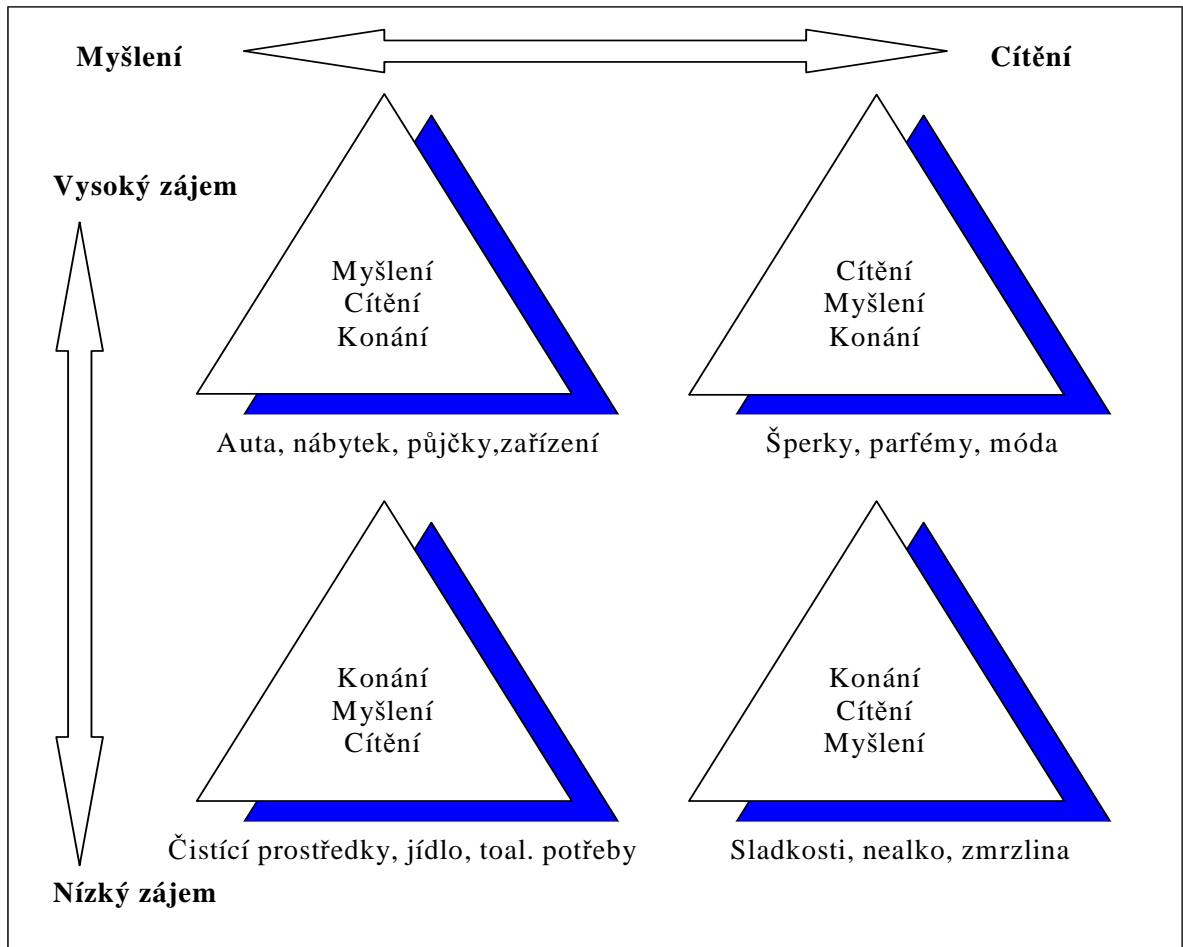 Myšlení
Cítění
Vysoký zájem
Myšlení
Cítění
Konání
Cítění
Myšlení
Konání
Auta, nábytek, půjčky,zařízení
Šperky, parfémy, móda
Konání
Myšlení
Cítění
Konání
Cítění
Myšlení
Čistící prostředky, jídlo, toal. potřeby
Sladkosti, nealko, zmrzlina
Nízký zájem